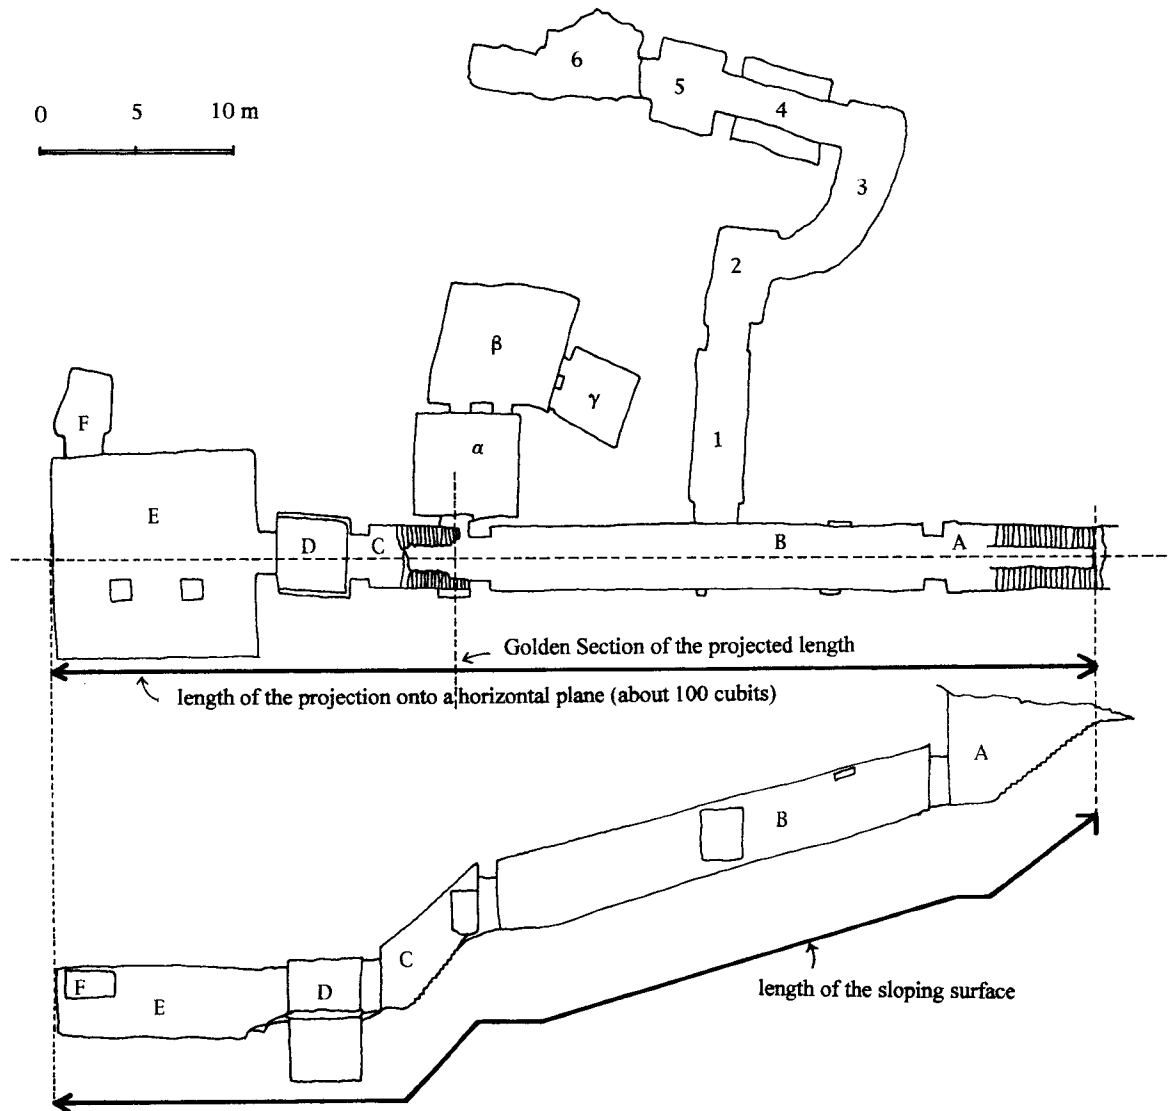 6
5
4
0 5 10 m
3
2
β
γ
F
1
α
E
D
C
B
A
Golden Section of the projected length
length of the projection onto a horizontal plane (about 100 cubits)
A
B
C
F
E
D
length of the sloping surface